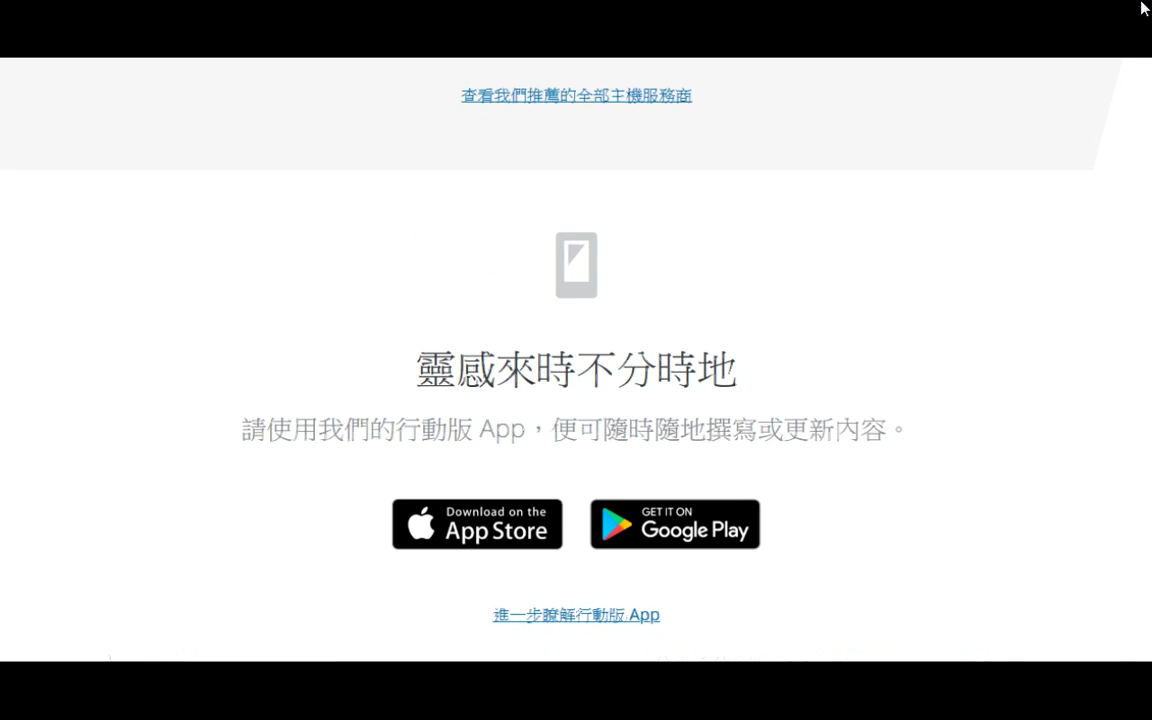 查看我們推薦的全部主機服務商
靈感來時不分時地
請使用我們的行動版 App，便可隨時隨地撰寫或更新內容。
Download on the
App Store
GET IT ON
Google Play
進一步瞭解行動版 App